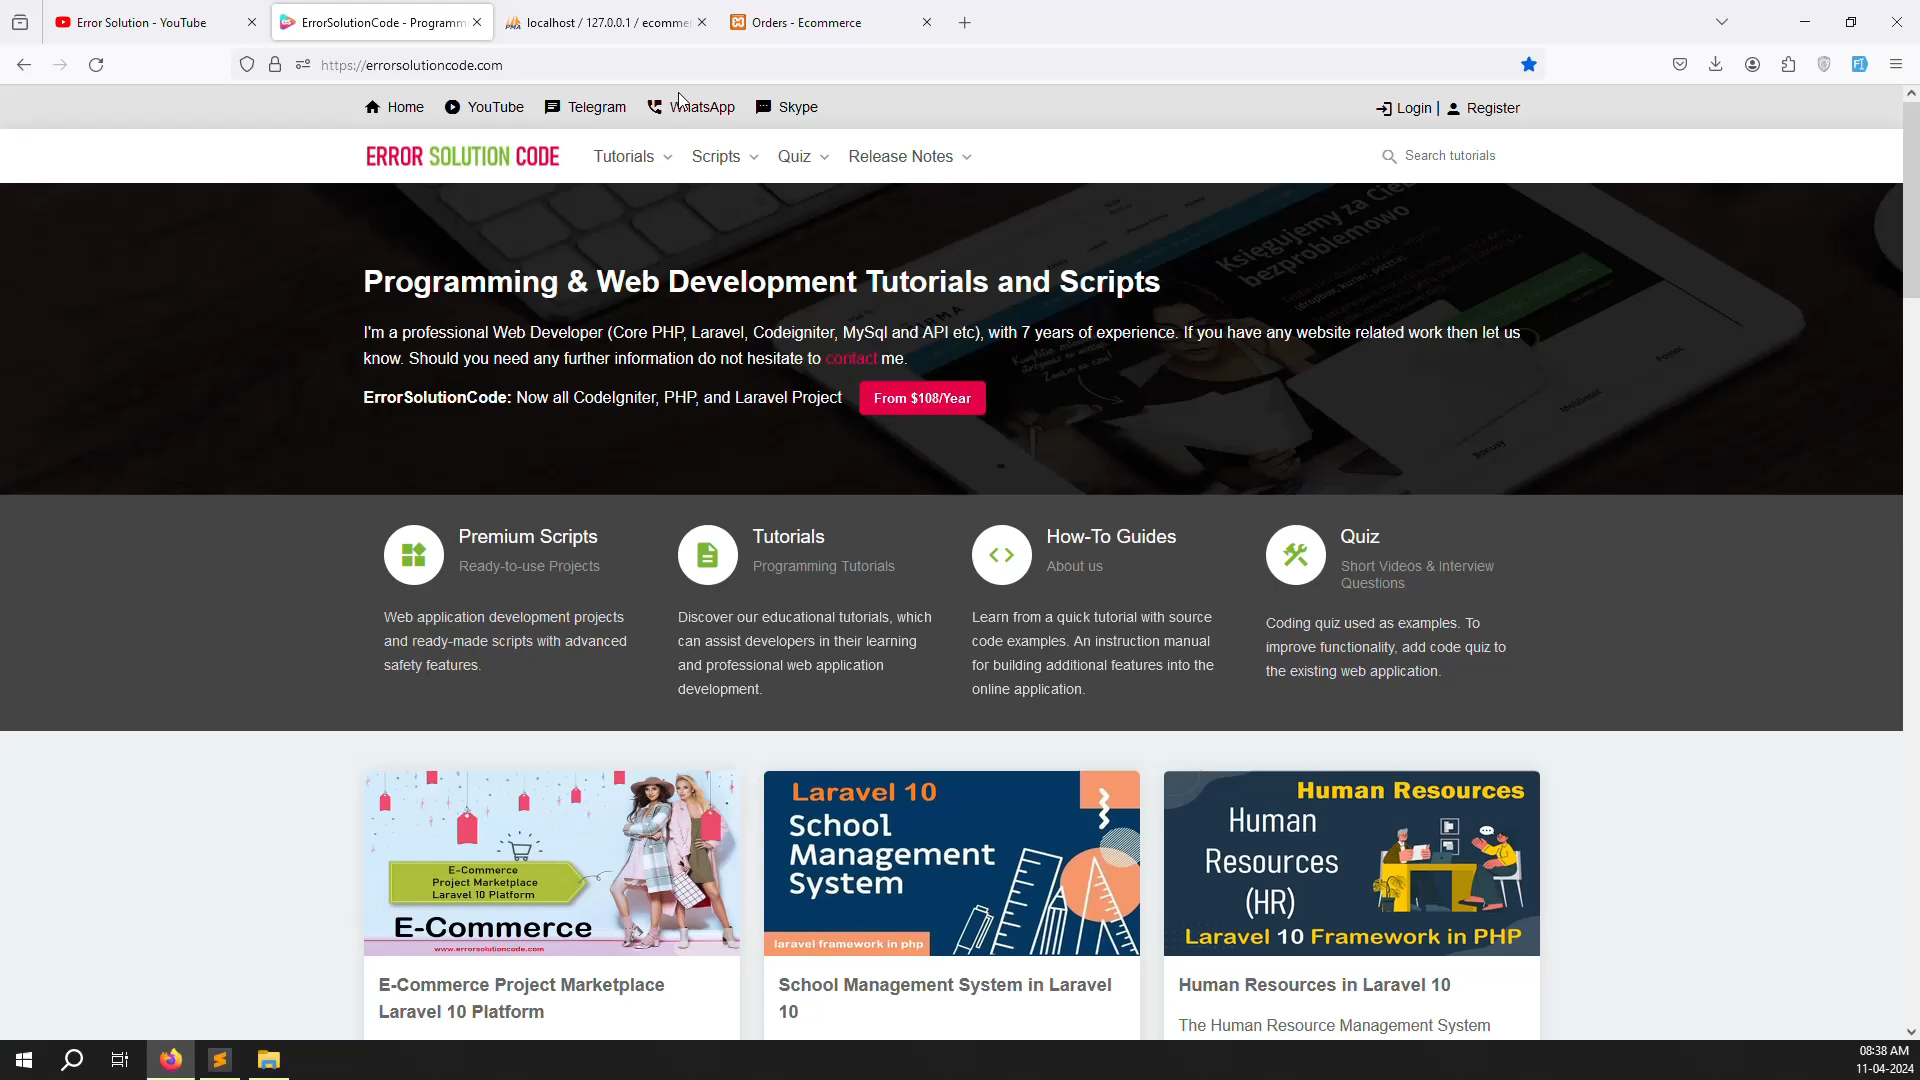 Error Solution - YouTube
ErrorSolutionCode - Programm
localhost / 127.0.0.1 / ecommer
Orders - Ecommerce
https://errorsolutioncode.com
Home
YouTube
Telegram
WhatsApp
Skype
Login | Register
ERROR SOLUTION CODE
Tutorials
Scripts
Quiz
Release Notes
Search tutorials
Księgujemy za Cie
bezproblemowo
Programming & Web Development Tutorials and Scripts
I'm a professional Web Developer (Core PHP, Laravel, Codeigniter, MySql and API etc), with 7 years of experience. If you have any website related work then let us
know. Should you need any further information do not hesitate to contact me.
ErrorSolutionCode: Now all CodeIgniter, PHP, and Laravel Project
From $108/Year
Premium Scripts
Ready-to-use Projects
Web application development projects
and ready-made scripts with advanced
safety features.
Tutorials
Programming Tutorials
Discover our educational tutorials, which
can assist developers in their learning
and professional web application
development.
How-To Guides
About us
Learn from a quick tutorial with source
code examples. An instruction manual
for building additional features into the
online application.
Quiz
Short Videos & Interview
Questions
Coding quiz used as examples. To
improve functionality, add code quiz to
the existing web application.
E-Commerce
Project Marketplace
Laravel 10 Platform
E-Commerce
www.errorsolutioncode.com
E-Commerce Project Marketplace
Laravel 10 Platform
Laravel 10
School
Management
System
laravel framework in php
School Management System in Laravel
10
Human Resources
Human
Resources
(HR)
Laravel 10 Framework in PHP
Human Resources in Laravel 10
The Human Resource Management System
08:38 AM
11-04-2024